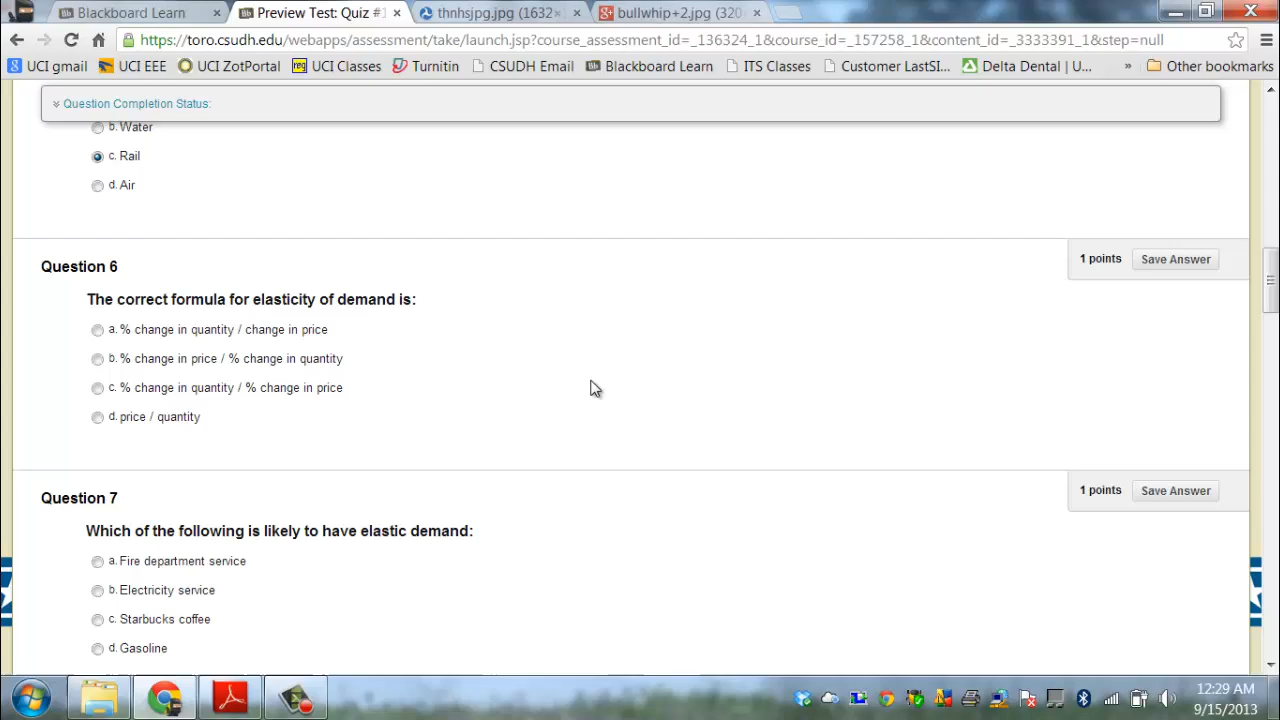 Blackboard Learn
Preview Test: Quiz #1
thnhsjpg.jpg (1632×
bullwhip+2.jpg (320
https://toro.csudh.edu/webapps/assessment/take/launch.jsp?course_assessment_id=_136324_1&course_id=_157258_1&content_id=_3333391_1&step=null
UCI gmail
UCI EEE
UCI ZotPortal
reg UCI Classes
Turnitin
CSUDH Email
Bb Blackboard Learn
ITS Classes
Customer LastSI...
Delta Dental | U...
»
Other bookmarks
Question Completion Status:
b. Water
c. Rail
d. Air
Question 6
1 points
Save Answer
The correct formula for elasticity of demand is:
a. % change in quantity / change in price
b. % change in price / % change in quantity
c. % change in quantity / % change in price
d. price / quantity
Question 7
1 points
Save Answer
Which of the following is likely to have elastic demand:
a. Fire department service
b. Electricity service
c. Starbucks coffee
d. Gasoline
12:29 AM
9/15/2013